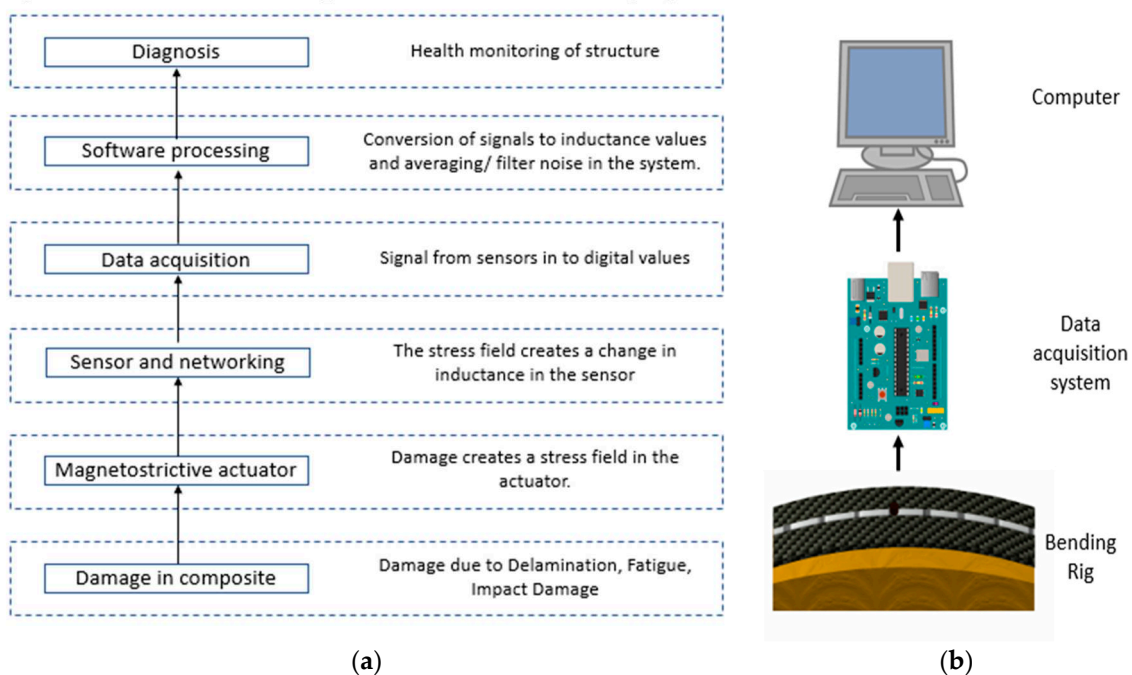 Diagnosis
Health monitoring of structure
Software processing
Conversion of signals to inductance values
and averaging/ filter noise in the system.
Data acquisition
Signal from sensors in to digital values
Sensor and networking
The stress field creates a change in
inductance in the sensor
Magnetostrictive actuator
Damage creates a stress field in the
actuator.
Damage in composite
Damage due to Delamination, Fatigue,
Impact Damage
(a)
Computer
Data
acquisition
system
Bending
Rig
(b)